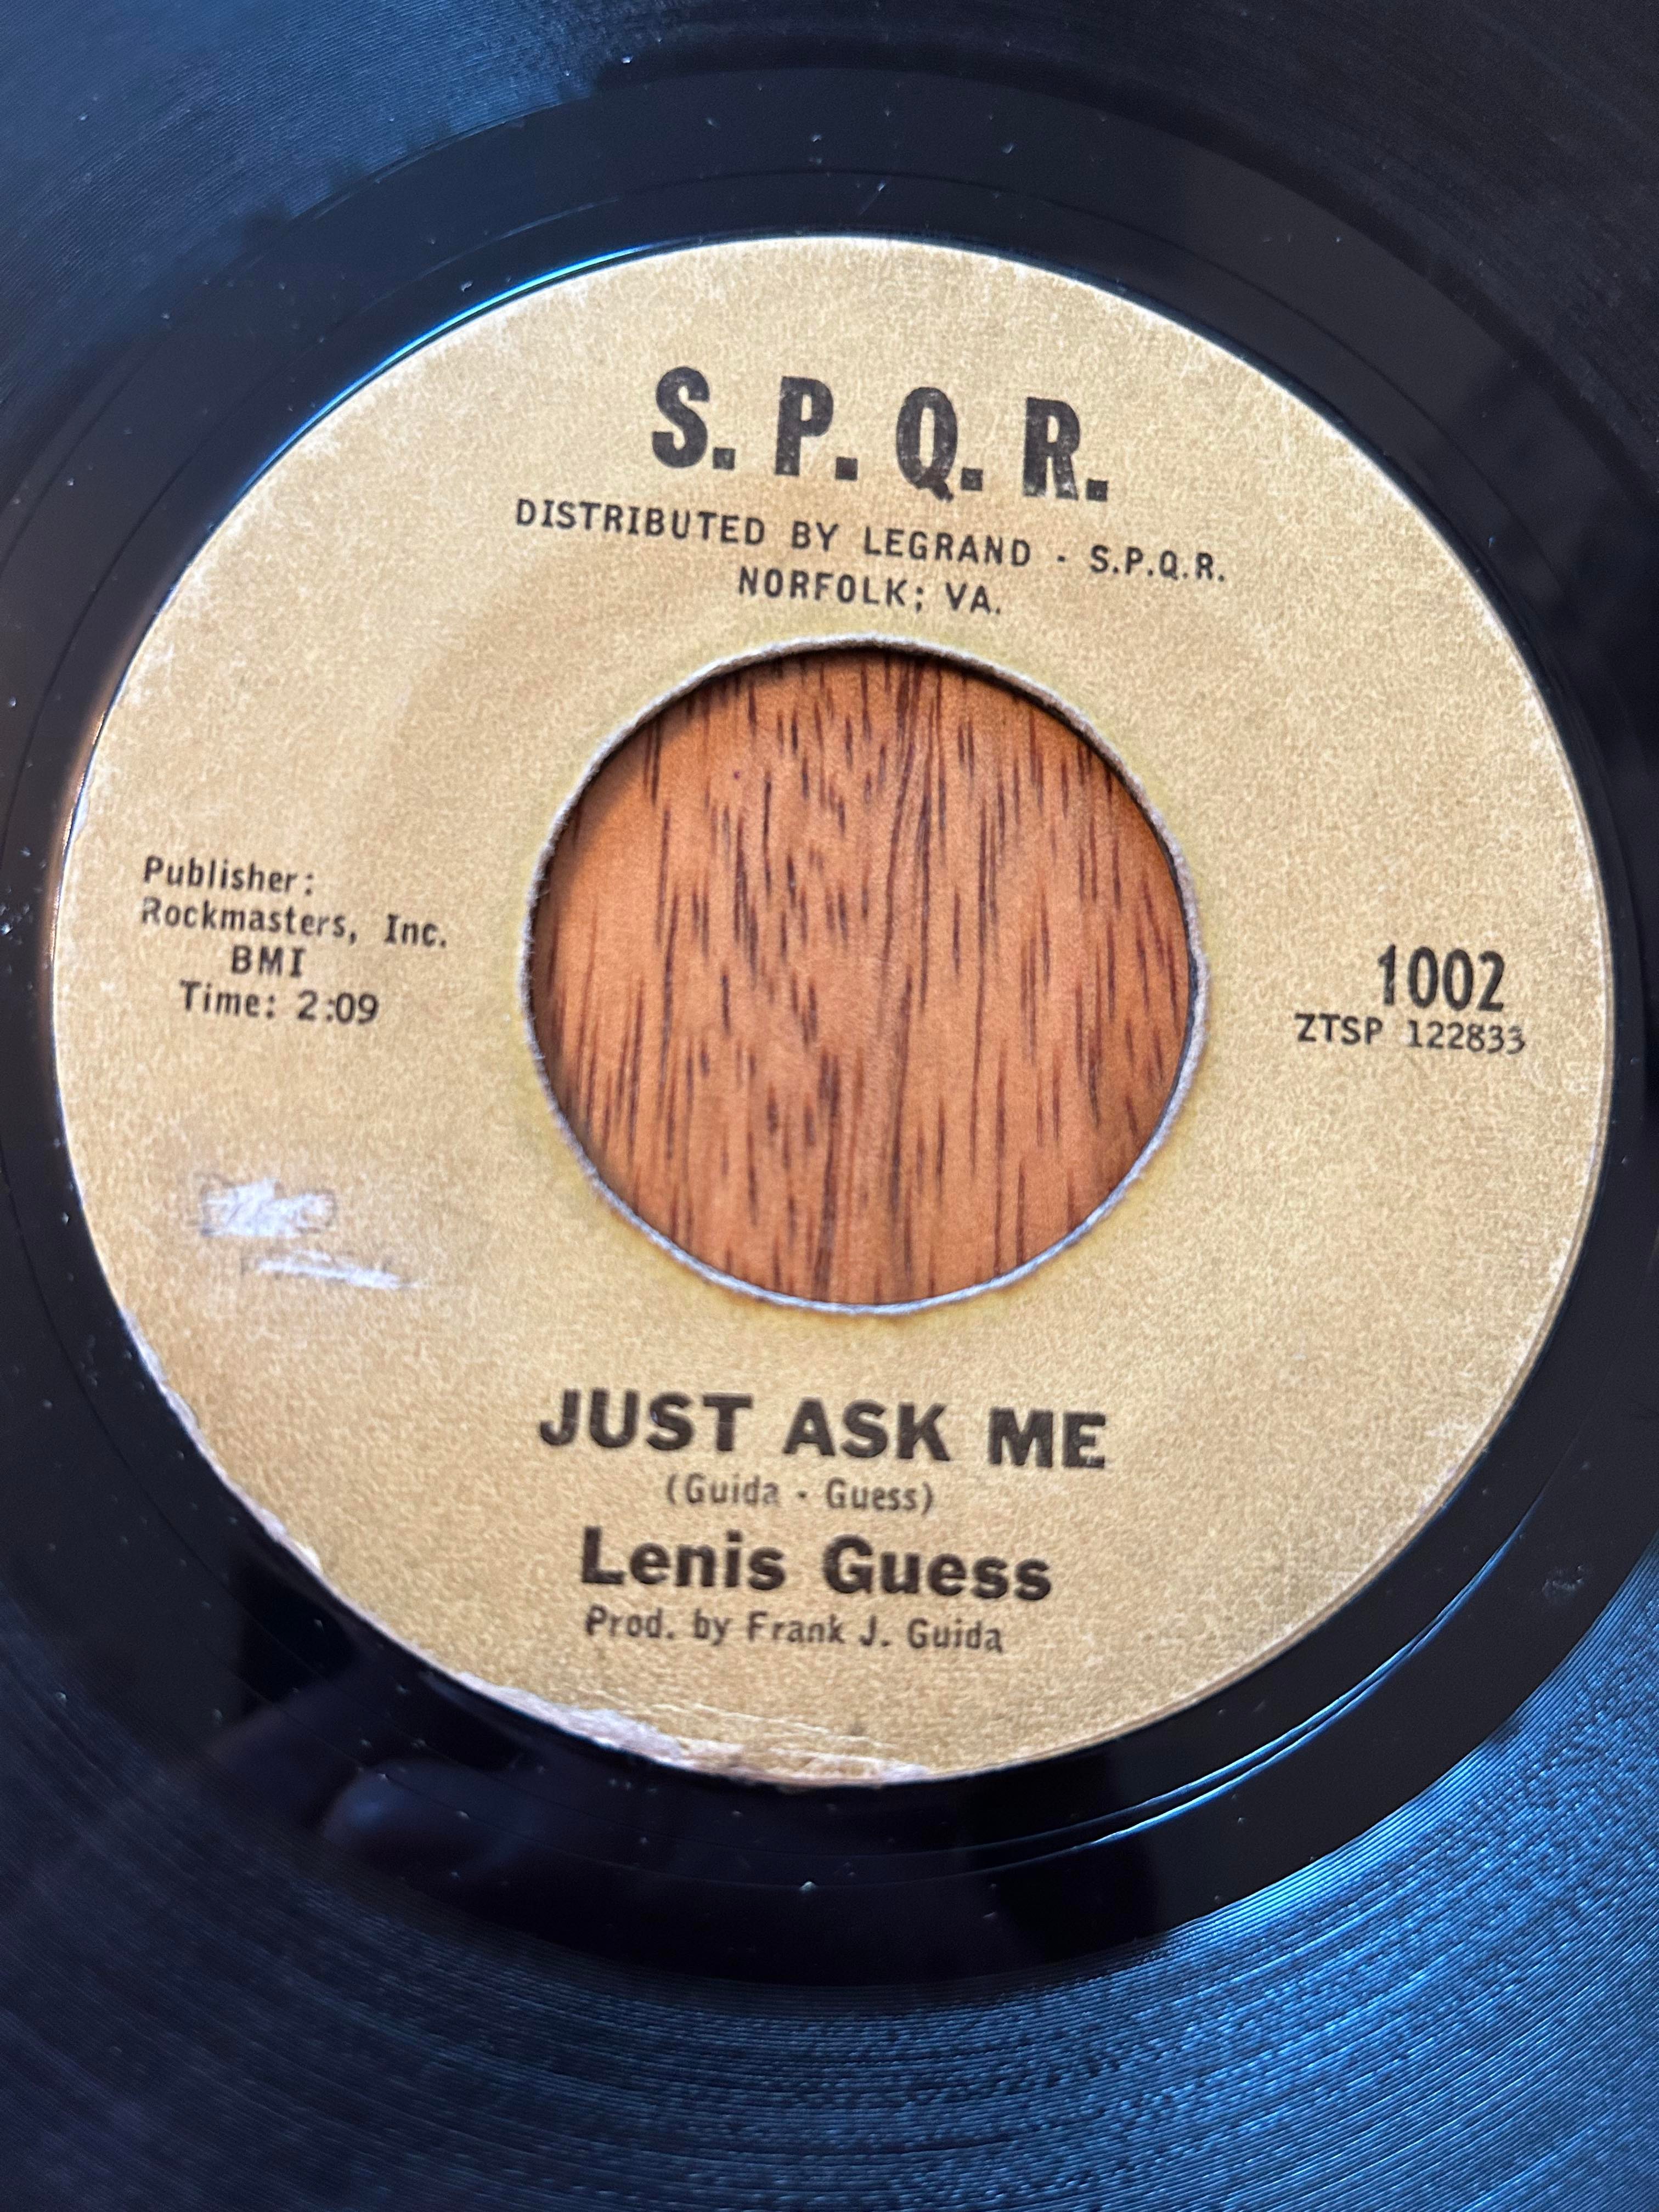 S. P. Q. R.
DISTRIBUTED BY LEGRAND - S.P.Q.R.
NORFOLK; VA.
Publisher:
Rockmasters, Inc.
BMI
Time: 2:09
1002
ZTSP 122833
JUST ASK ME
(Guida - Guess)
Lenis Guess
Prod. by Frank J. Guida